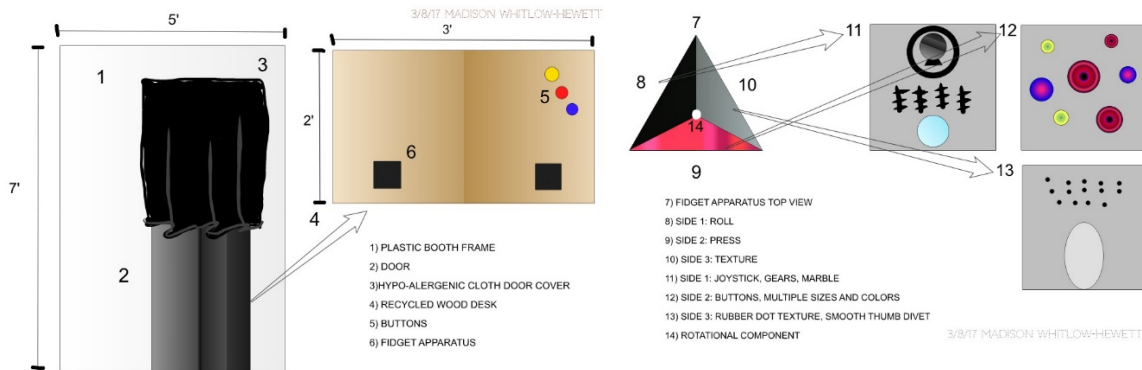 3/8/17 MADISON WHITLOW-HEWETT
5'
7'
1
3
2
3'
2'
5
6
4
1) PLASTIC BOOTH FRAME
2) DOOR
3)HYPO-ALERGENIC CLOTH DOOR COVER
4) RECYCLED WOOD DESK
5) BUTTONS
6) FIDGET APPARATUS
7
8
10
14
9
11
12
13
7) FIDGET APPARATUS TOP VIEW
8) SIDE 1: ROLL
9) SIDE 2: PRESS
10) SIDE 3: TEXTURE
11) SIDE 1: JOYSTICK, GEARS, MARBLE
12) SIDE 2: BUTTONS, MULTIPLE SIZES AND COLORS
13) SIDE 3: RUBBER DOT TEXTURE, SMOOTH THUMB DIVET
14) ROTATIONAL COMPONENT
3/8/17 MADISON WHITLOW-HEWETT